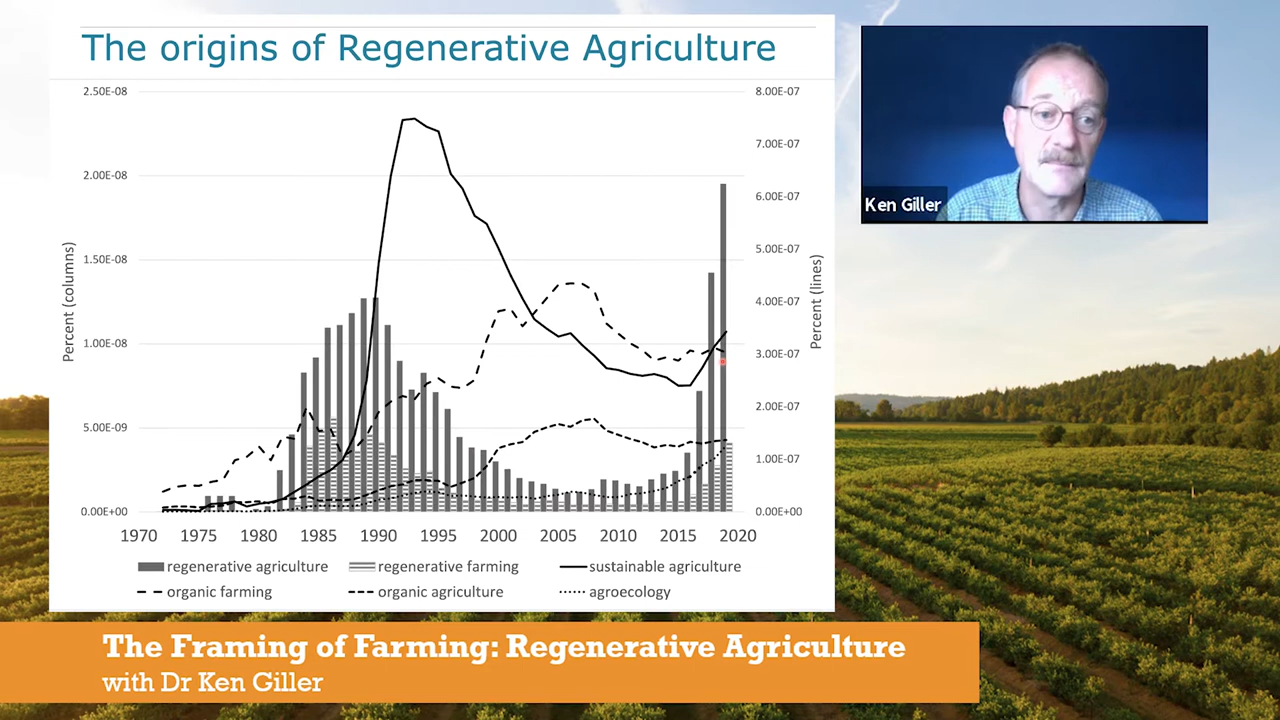 The origins of Regenerative Agriculture
2.50E-08
2.00E-08
1.50E-08
1.00E-08
5.00E-09
0.00E+00
Percent (columns)
8.00E-07
7.00E-07
6.00E-07
5.00E-07
4.00E-07
3.00E-07
2.00E-07
1.00E-07
0.00E+00
Percent (lines)
1970 1975 1980 1985 1990 1995 2000 2005 2010 2015 2020
regenerative agriculture regenerative farming sustainable agriculture
organic farming organic agriculture agroecology
Ken Giller
The Framing of Farming: Regenerative Agriculture
with Dr Ken Giller